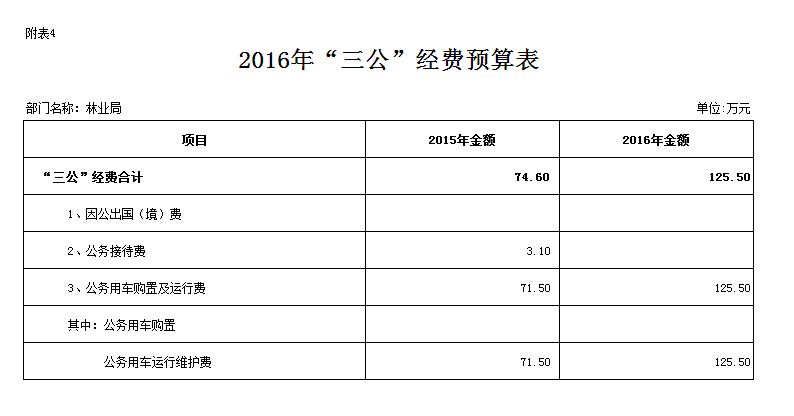 附表4
2016年“三公”经费预算表
部门名称：林业局 单位:万元
项目 2015年金额 2016年金额
“三公”经费合计 74.60 125.50
1、因公出国（境）费
2、公务接待费 3.10
3、公务用车购置及运行费 71.50 125.50
其中：公务用车购置
公务用车运行维护费 71.50 125.50